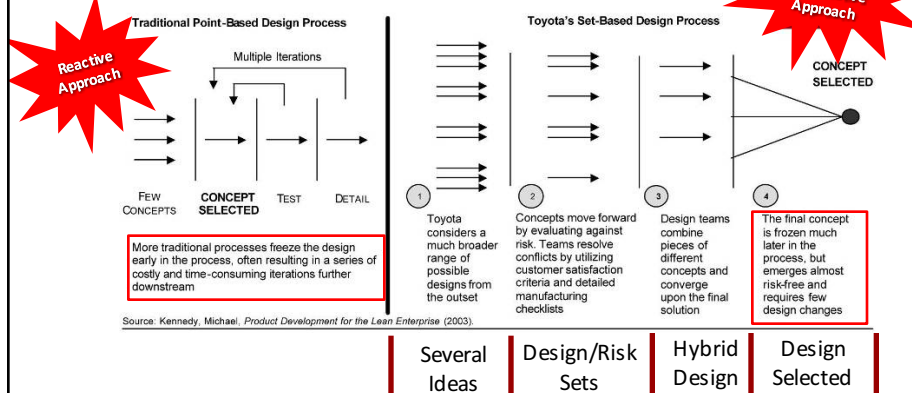 Traditional Point-Based Design Process
Reactive
Approach
Multiple Iterations
FEW
CONCEPTS
CONCEPT
SELECTED
TEST
DETAIL
More traditional processes freeze the design
early in the process, often resulting in a series of
costly and time-consuming iterations further
downstream
Toyota's Set-Based Design Process
Approach
CONCEPT
SELECTED
1
Toyota
considers a
much broader
range of
possible
designs from
the outset
2
Concepts move forward
by evaluating against
risk. Teams resolve
conflicts by utilizing
customer satisfaction
criteria and detailed
manufacturing
checklists
3
Design teams
combine
pieces of
different
concepts and
converge
upon the final
solution
4
The final concept
is frozen much
later in the
process, but
emerges almost
risk-free and
requires few
design changes
Source: Kennedy, Michael, Product Development for the Lean Enterprise (2003).
Several
Ideas
Design/Risk
Sets
Hybrid
Design
Design
Selected